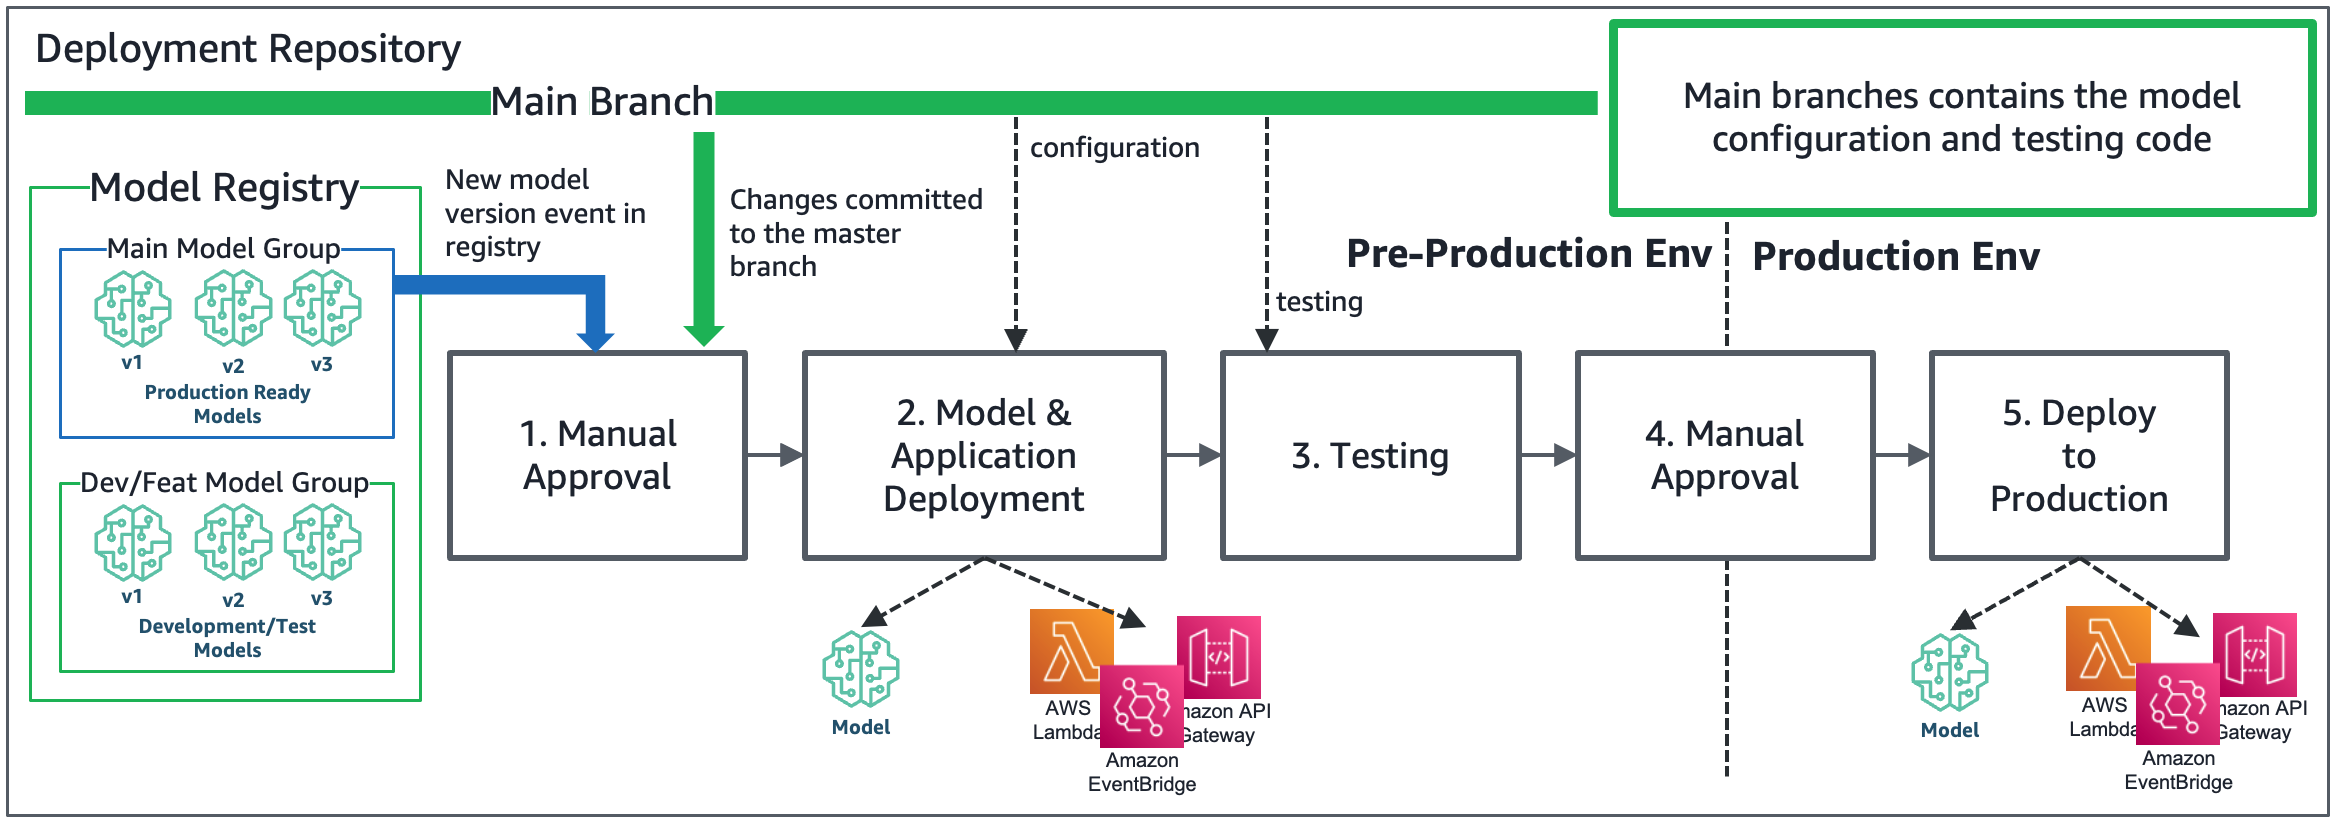 Deployment Repository
Main Branch
Main branches contains the model
configuration and testing code
Model Registry
Main Model Group
v1
v2
v3
Production Ready
Models
Dev/Feat Model Group
v1
v2
v3
Development/Test
Models
New model
version event in
registry
Changes committed
to the master
branch
configuration
testing
Pre-Production Env
Production Env
1. Manual
Approval
2. Model &
Application
Deployment
3. Testing
4. Manual
Approval
5. Deploy
to
Production
Model
AWS
Lambda
mazon API
Gateway
Amazon
EventBridge
Model
AWS
Lambda
mazon API
Gateway
Amazon
EventBridge